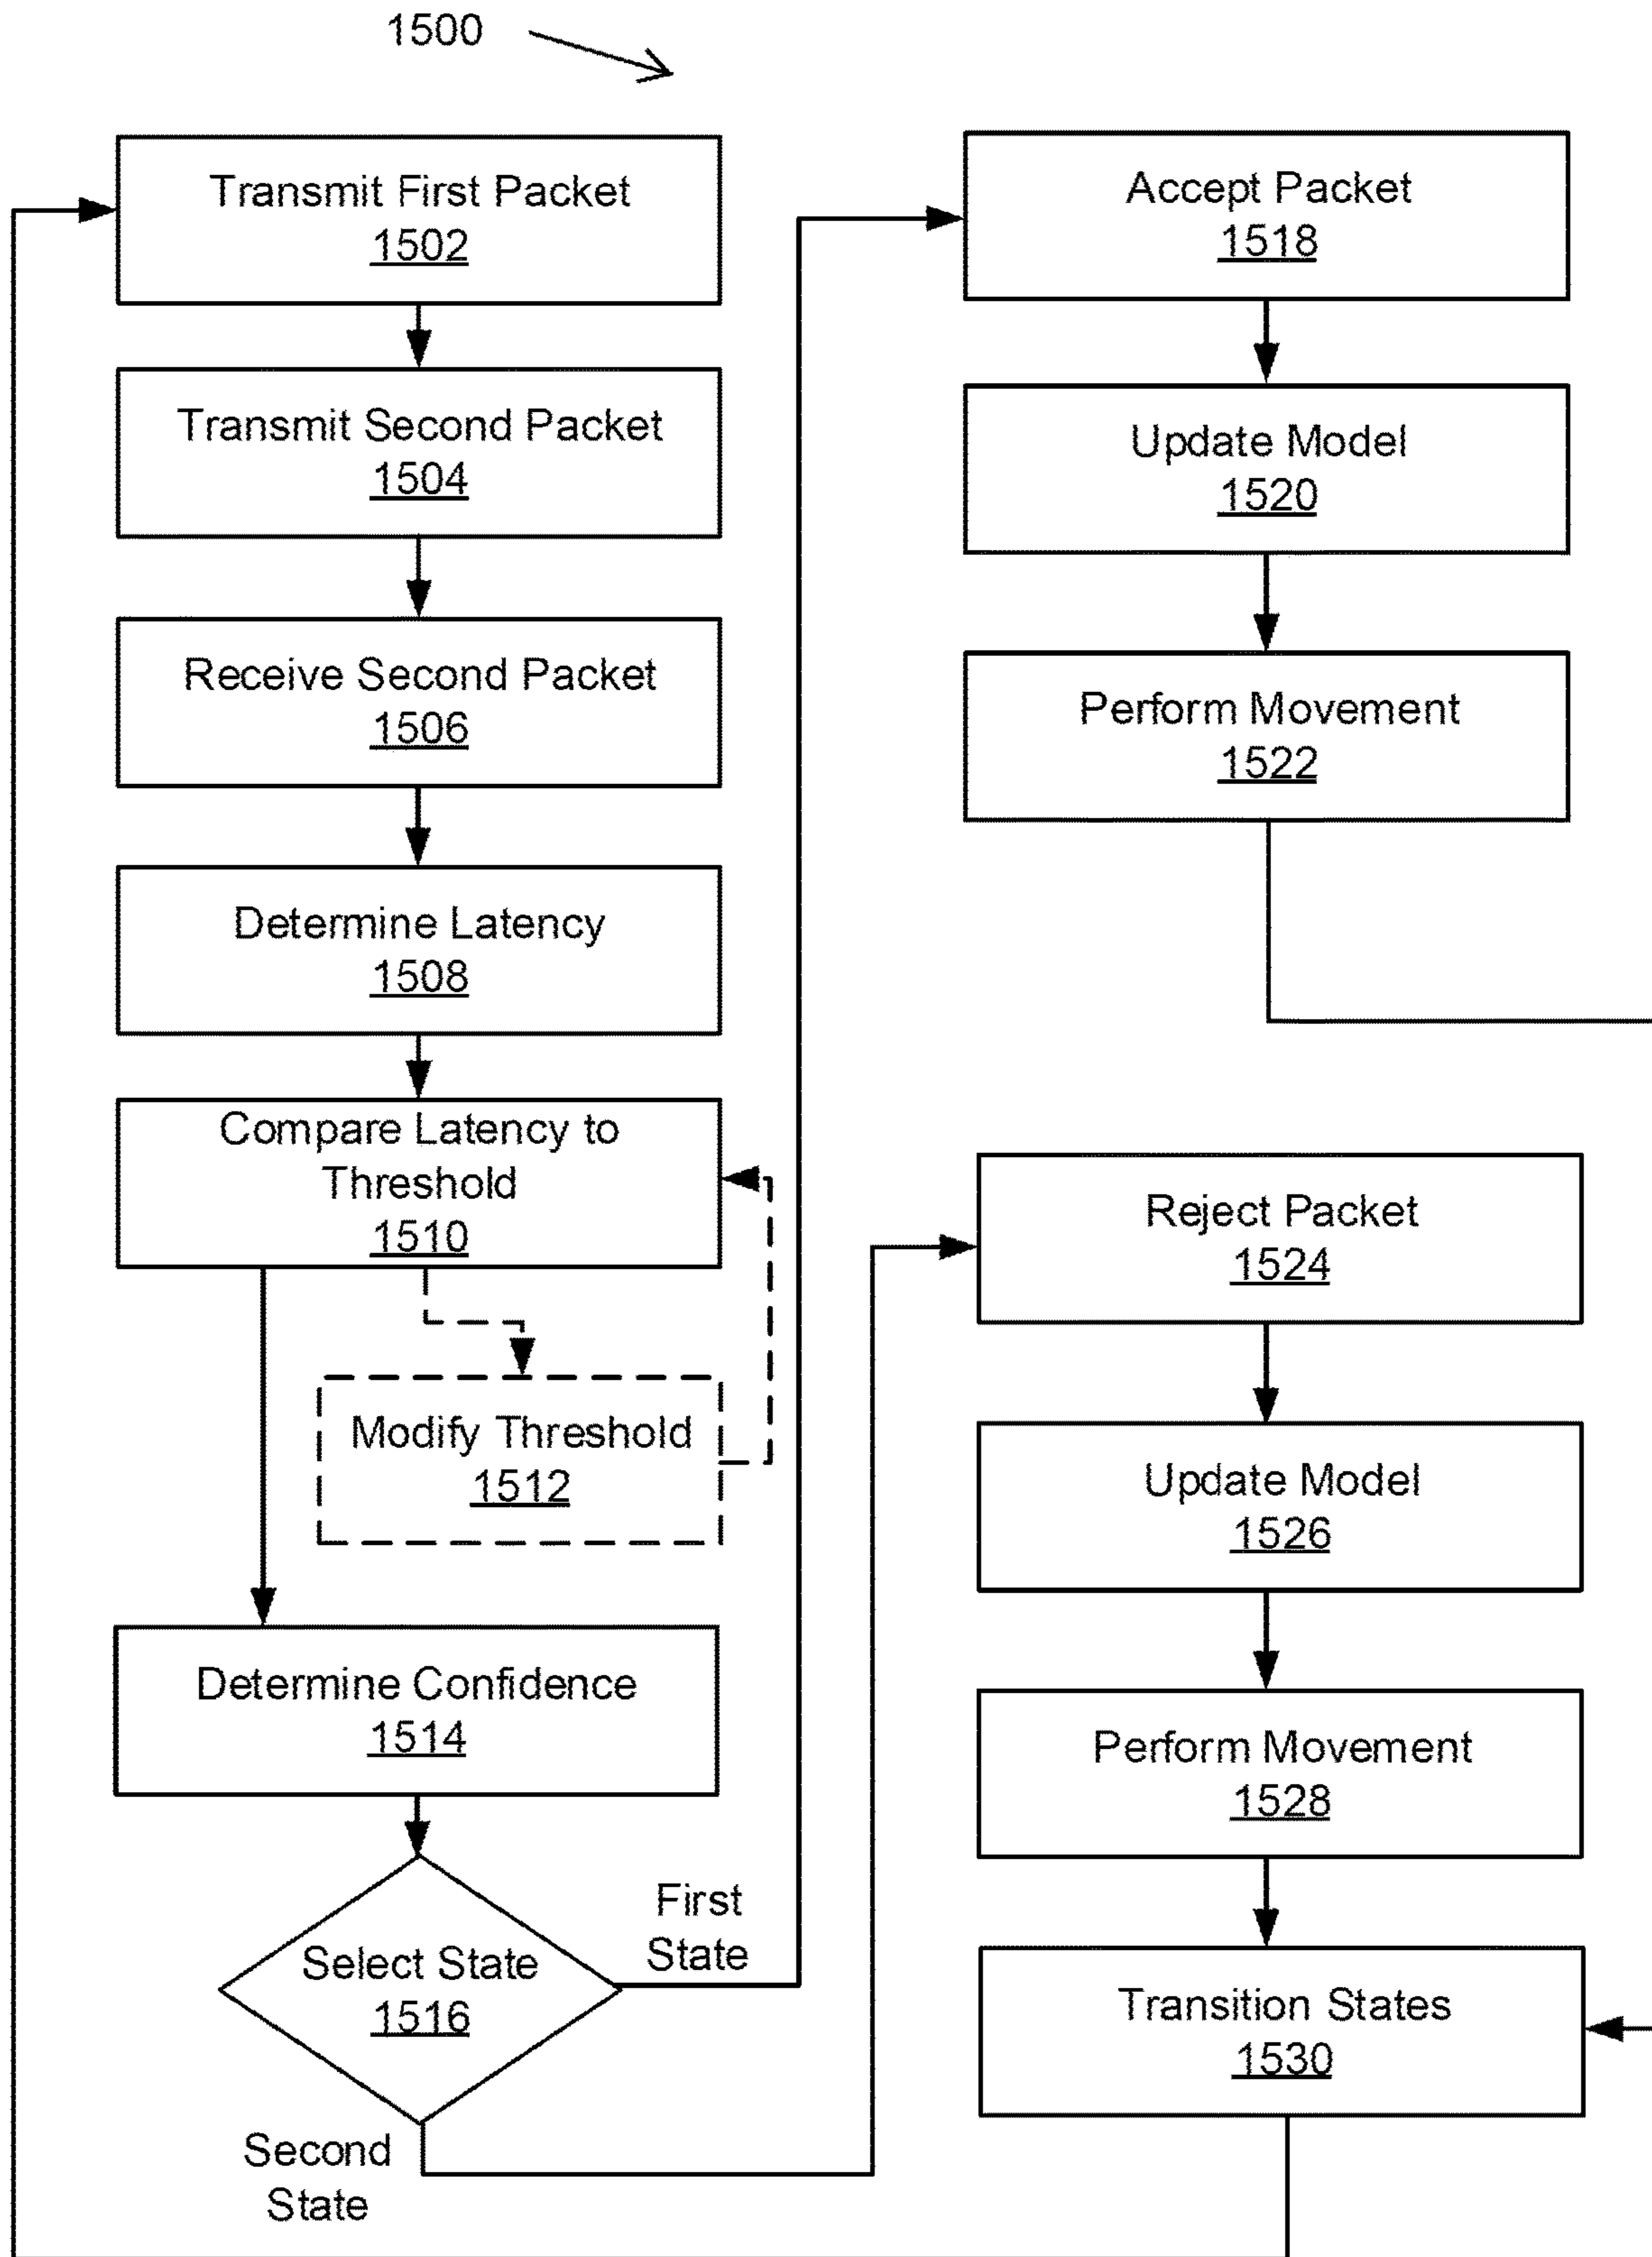 1500
Transmit First Packet
1502
Transmit Second Packet
1504
Receive Second Packet
1506
Determine Latency
1508
Compare Latency to
Threshold
1510
Modify Threshold
1512
Determine Confidence
1514
Select State
1516
First
State
Second
State
Accept Packet
1518
Update Model
1520
Perform Movement
1522
Reject Packet
1524
Update Model
1526
Perform Movement
1528
Transition States
1530